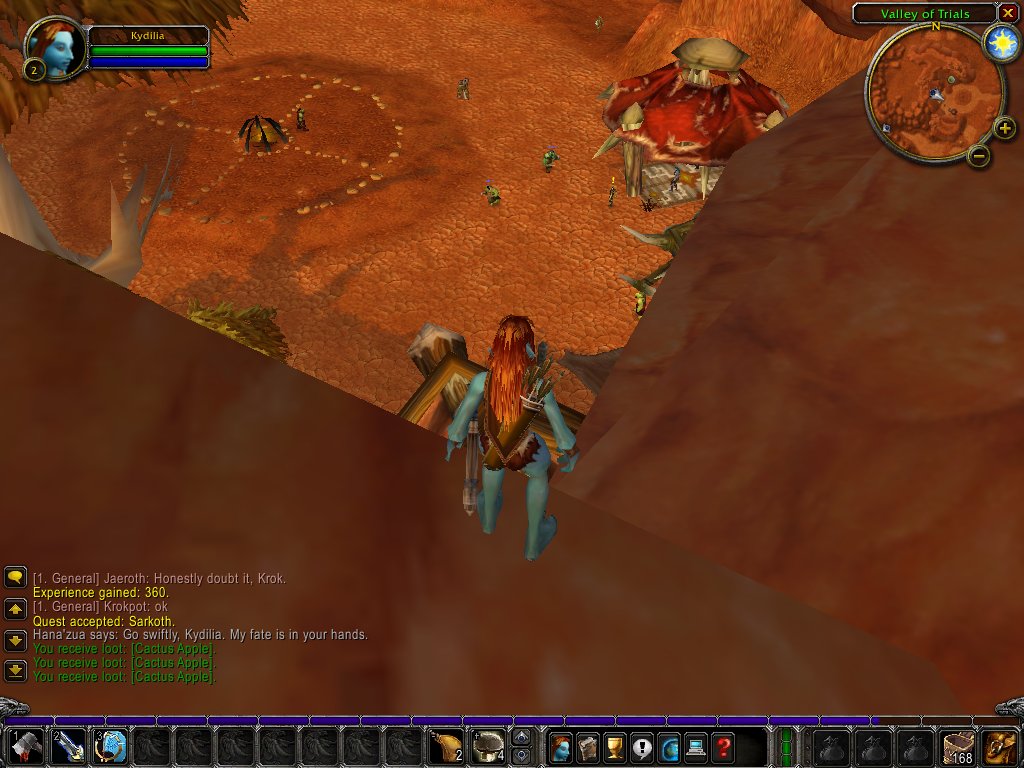 Kydilia
2
Valley of Trials
N
[1. General] Jaeroth: Honestly doubt it, Krok.
Experience gained: 360.
[1. General] Krokpot: ok
Quest accepted: Sarkoth.
Hana'zua says: Go swiftly, Kydilia. My fate is in your hands.
You receive loot: [Cactus Apple].
You receive loot: [Cactus Apple].
You receive loot: [Cactus Apple].
1
2
2
4
168